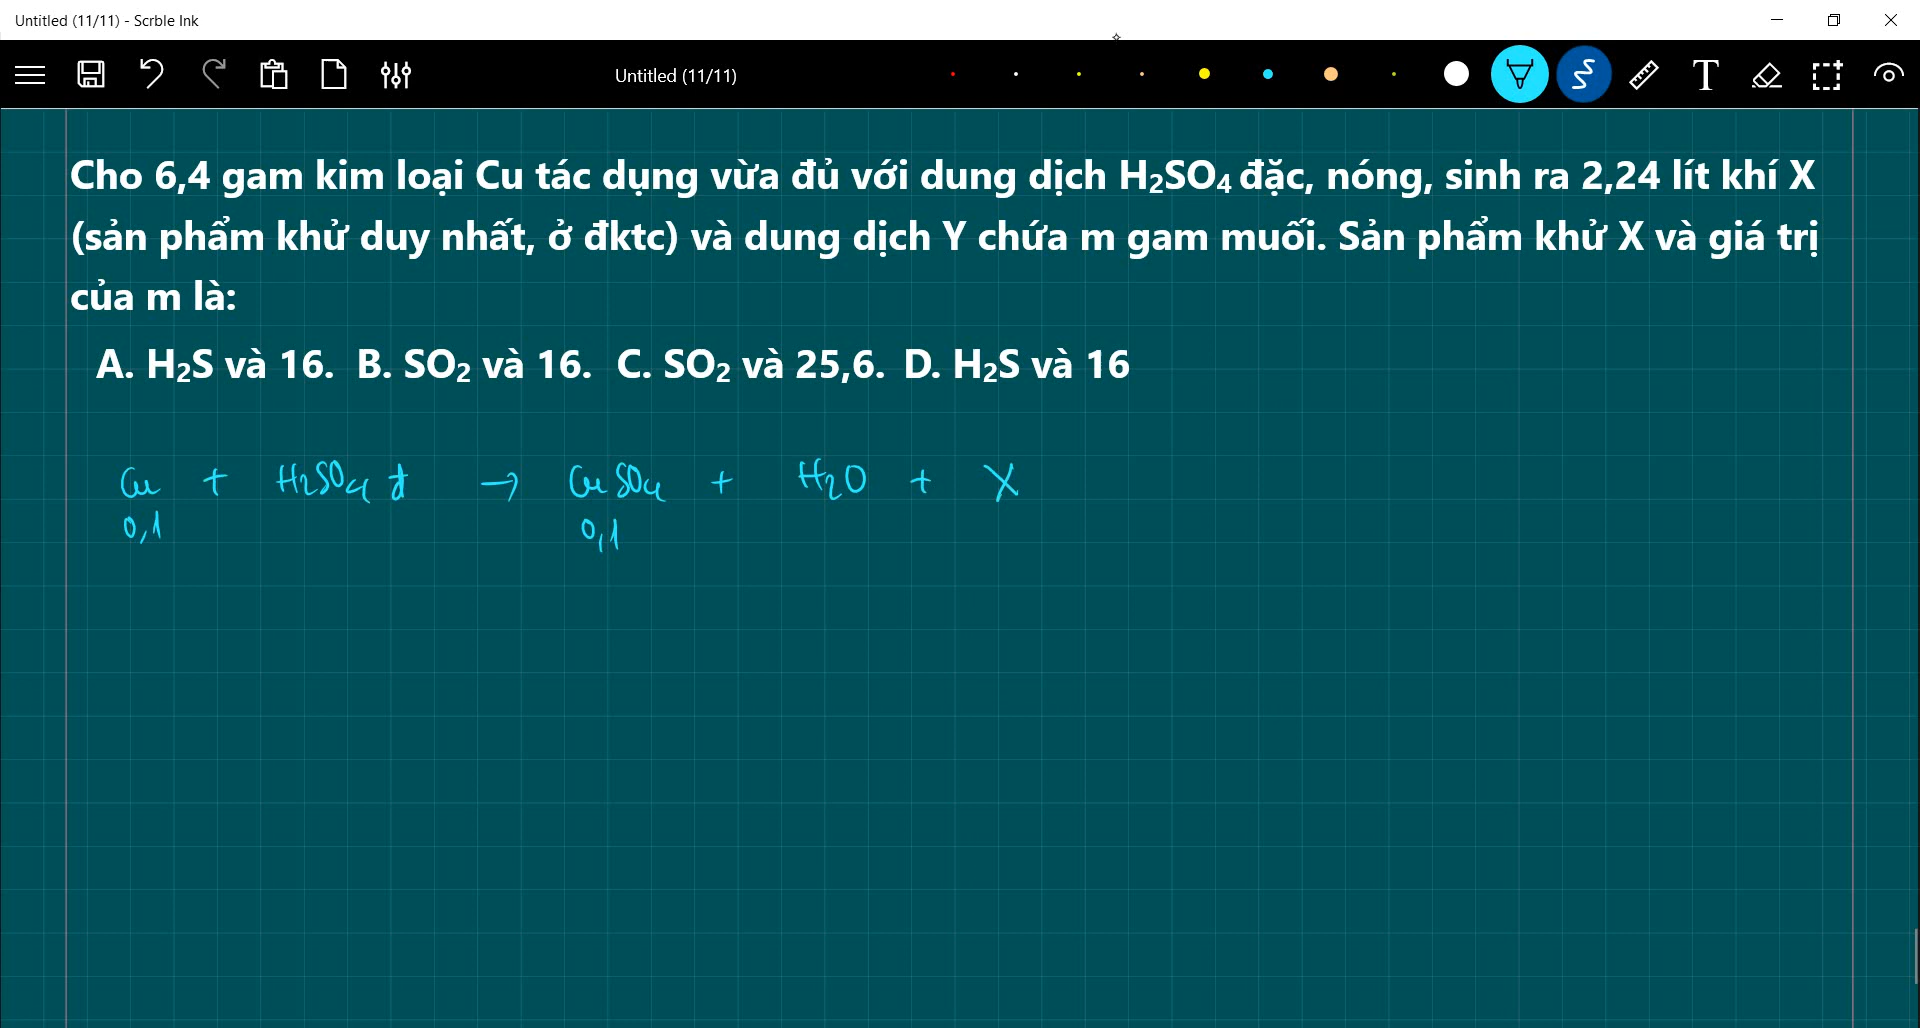 Untitled (11/11) - Scrble Ink
Untitled (11/11)
T
Cho 6,4 gam kim loại Cu tác dụng vừa đủ với dung dịch H₂SO₄ đặc, nóng, sinh ra 2,24 lít khí X
(sản phẩm khử duy nhất, ở đktc) và dung dịch Y chứa m gam muối. Sản phẩm khử X và giá trị
của m là:
A. H₂S và 16. B. SO₂ và 16. C. SO₂ và 25,6. D. H₂S và 16
Cu + H₂SO₄ đ → CuSO₄ + H₂O + X
0,1 0,1